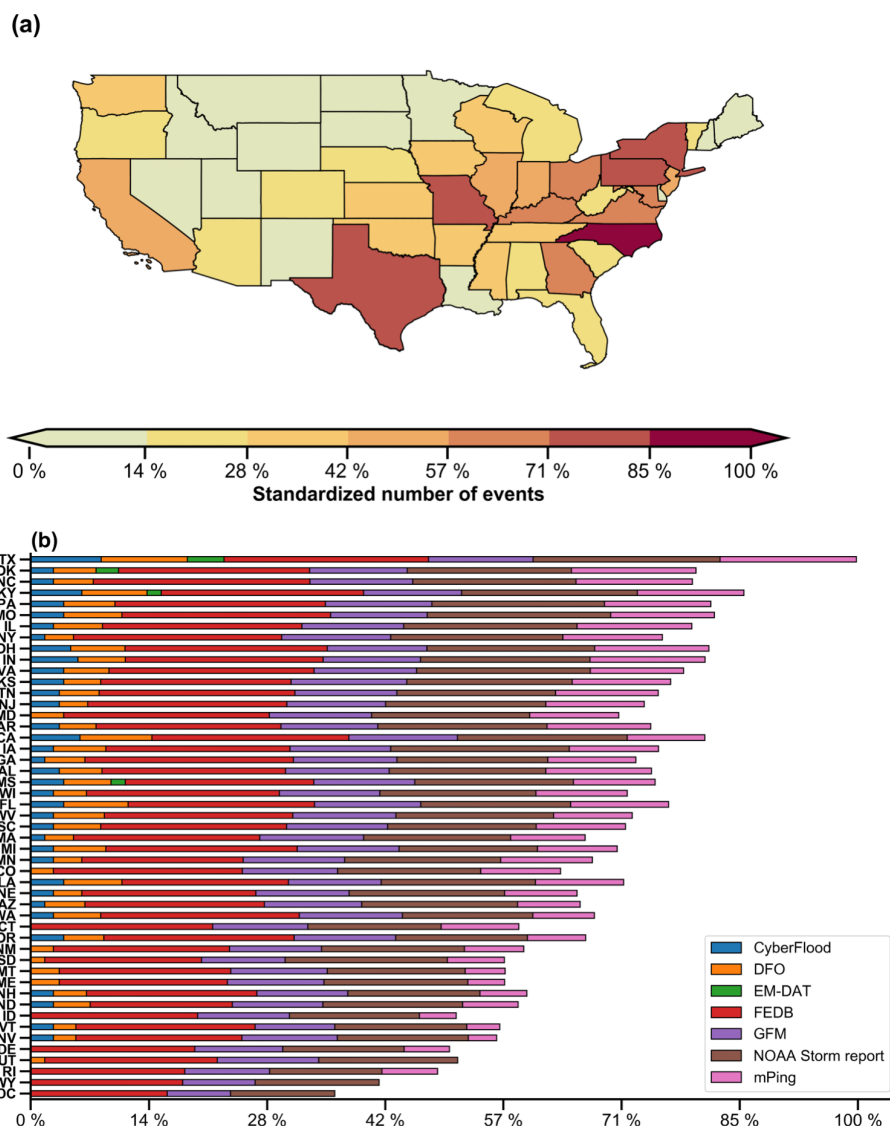 (a)
0 % 14 % 28 % 42 % 57 % 71 % 85 % 100 %
Standardized number of events
(b)
TX
OK
NC
KY
PA
MO
IL
NY
OH
IN
VA
KS
TN
NJ
MD
AR
CA
IA
GA
AL
MS
WI
FL
WV
SC
MA
MI
MN
CO
LA
NE
AZ
WA
CT
OR
NM
SD
MT
ME
NH
ND
ID
VT
NV
DE
UT
RI
WY
DC
CyberFlood
DFO
EM-DAT
FEDB
GFM
NOAA Storm report
mPing
0 % 14 % 28 % 42 % 57 % 71 % 85 % 100 %